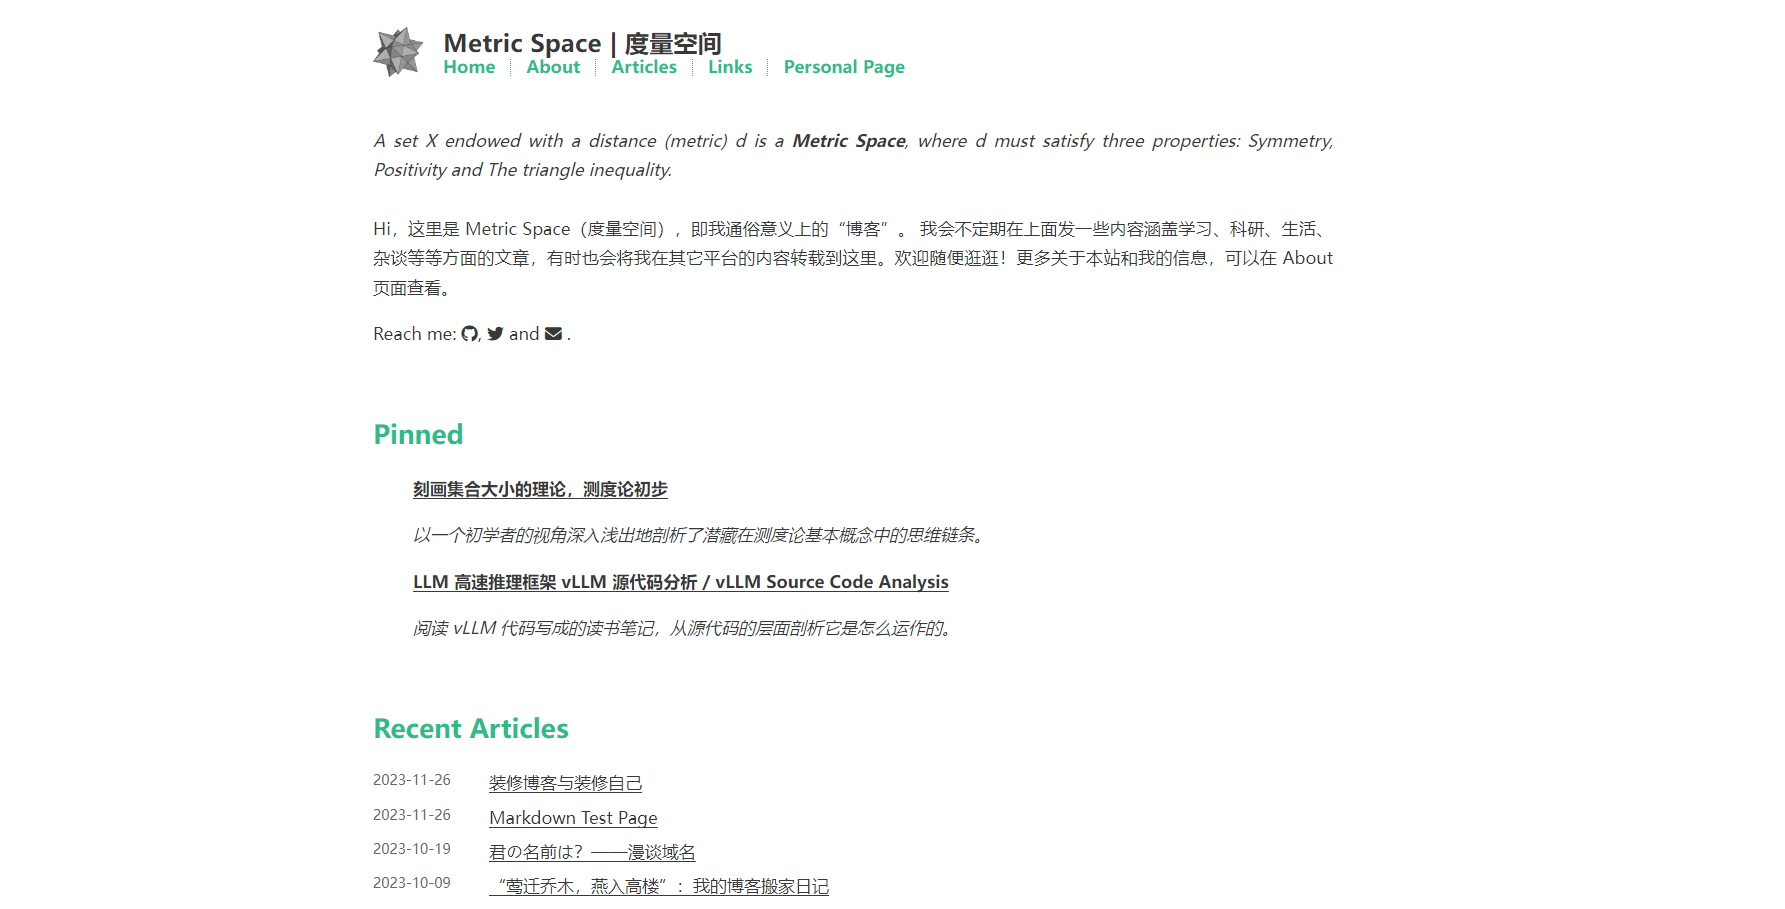 Metric Space | 度量空间
Home About Articles Links Personal Page
A set X endowed with a distance (metric) d is a Metric Space, where d must satisfy three properties: Symmetry,
Positivity and The triangle inequality.
Hi，这里是 Metric Space（度量空间），即我通俗意义上的“博客”。 我会不定期在上面发一些内容涵盖学习、科研、生活、
杂谈等等方面的文章，有时也会将我在其它平台的内容转载到这里。欢迎随便逛逛！更多关于本站和我的信息，可以在 About
页面查看。
Reach me: , and .
Pinned
刻画集合大小的理论，测度论初步
以一个初学者的视角深入浅出地剖析了潜藏在测度论基本概念中的思维链条。
LLM 高速推理框架 vLLM 源代码分析 / vLLM Source Code Analysis
阅读 vLLM 代码写成的读书笔记，从源代码的层面剖析它是怎么运作的。
Recent Articles
2023-11-26 装修博客与装修自己
2023-11-26 Markdown Test Page
2023-10-19 君の名前は？——漫谈域名
2023-10-09 “莺迁乔木，燕入高楼”：我的博客搬家日记